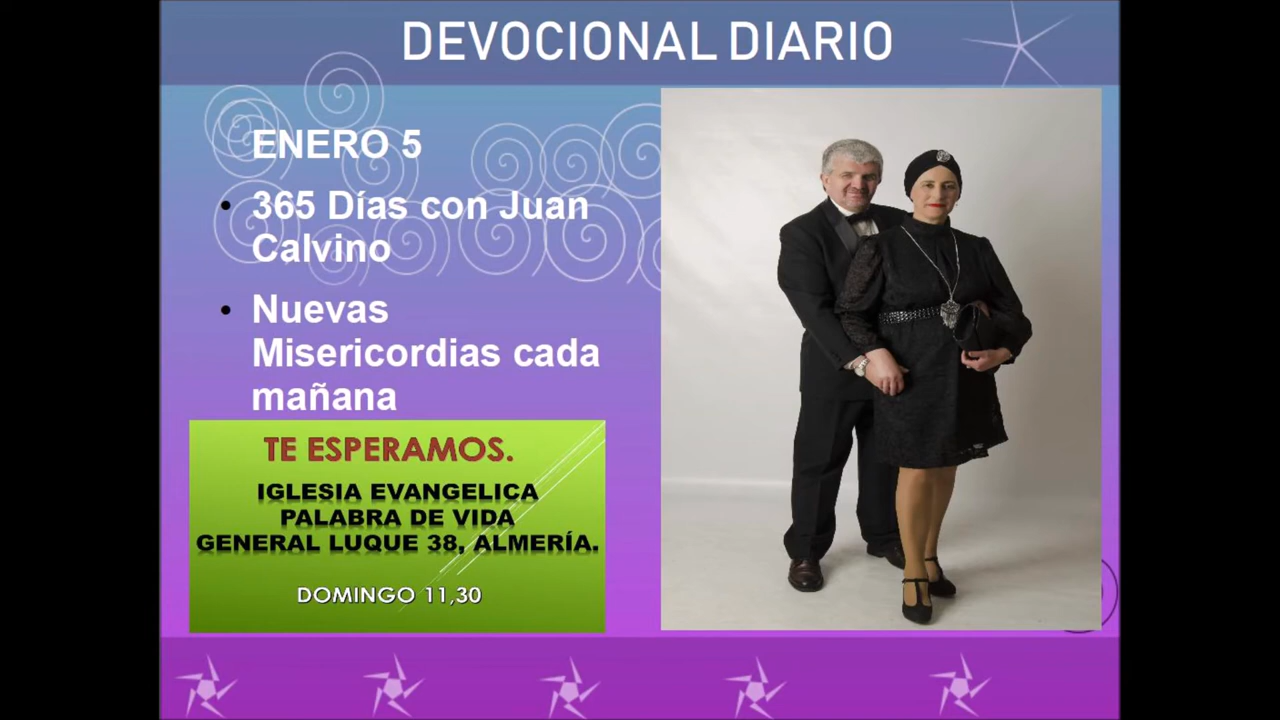 DEVOCIONAL DIARIO
ENERO 5
• 365 Días con Juan
Calvino
• Nuevas
Misericordias cada
mañana
TE ESPERAMOS.
IGLESIA EVANGELICA
PALABRA DE VIDA
GENERAL LUQUE 38, ALMERÍA.
DOMINGO 11,30